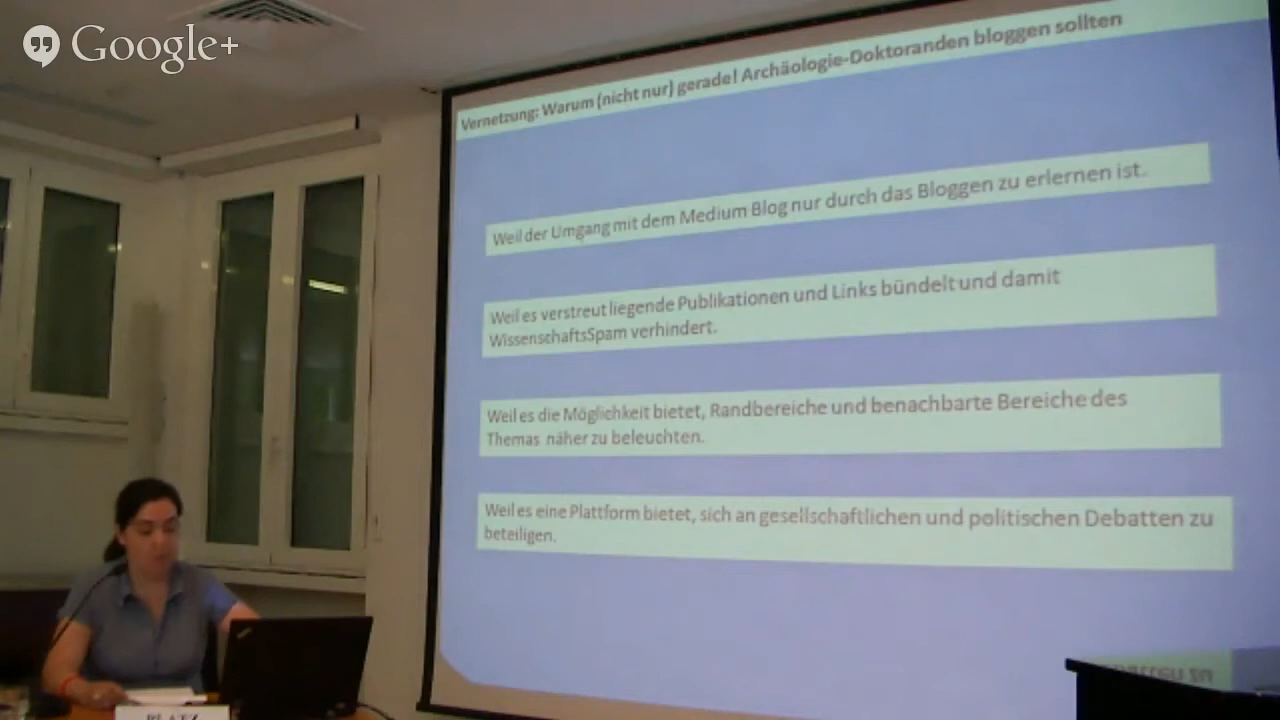 Google+
Vernetzung: Warum (nicht nur) gerade! Archäologie-Doktoranden bloggen sollten
Weil der Umgang mit dem Medium Blog nur durch das Bloggen zu erlernen ist.
Weil es verstreut liegende Publikationen und Links bündelt und damit
WissenschaftsSpam verhindert.
Weil es die Möglichkeit bietet, Randbereiche und benachbarte Bereiche des
Themas näher zu beleuchten.
Weil es eine Plattform bietet, sich an gesellschaftlichen und politischen Debatten zu
beteiligen.